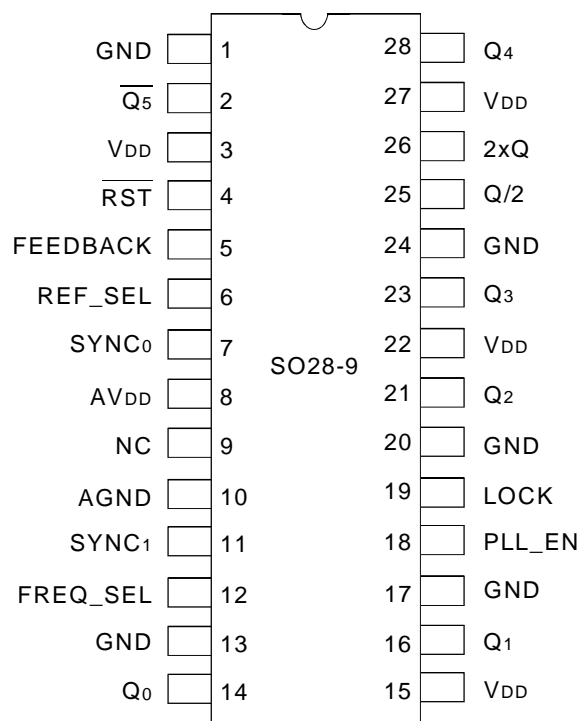 GND 1 28 Q4
Q5 2 27 VDD
VDD 3 26 2xQ
RST 4 25 Q/2
FEEDBACK 5 24 GND
REF_SEL 6 23 Q3
SYNC0 7 22 VDD
SO28-9
AVDD 8 21 Q2
NC 9 20 GND
AGND 10 19 LOCK
SYNC1 11 18 PLL_EN
FREQ_SEL 12 17 GND
GND 13 16 Q1
Q0 14 15 VDD